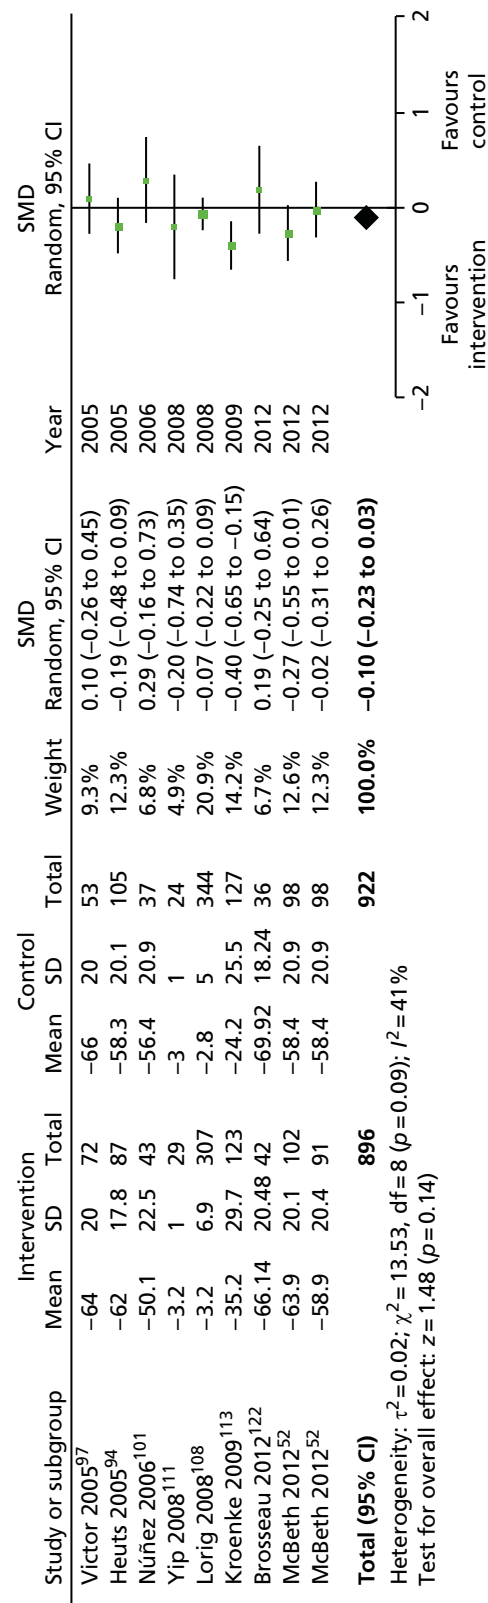 Intervention Control SMD SMD
Study or subgroup Mean SD Total Mean SD Total Weight Random, 95% CI Year Random, 95% CI
Victor 2005⁹⁷ −64 20 72 −66 20 53 9.3% 0.10 (−0.26 to 0.45) 2005
Heuts 2005⁹⁴ −62 17.8 87 −58.3 20.1 105 12.3% −0.19 (−0.48 to 0.09) 2005
Núñez 2006¹⁰¹ −50.1 22.5 43 −56.4 20.9 37 6.8% 0.29 (−0.16 to 0.73) 2006
Yip 2008¹¹¹ −3.2 1 29 −3 1 24 4.9% −0.20 (−0.74 to 0.35) 2008
Lorig 2008¹⁰⁸ −3.2 6.9 307 −2.8 5 344 20.9% −0.07 (−0.22 to 0.09) 2008
Kroenke 2009¹¹³ −35.2 29.7 123 −24.2 25.5 127 14.2% −0.40 (−0.65 to −0.15) 2009
Brosseau 2012¹²² −66.14 20.48 42 −69.92 18.24 36 6.7% 0.19 (−0.25 to 0.64) 2012
McBeth 2012⁵² −63.9 20.1 102 −58.4 20.9 98 12.6% −0.27 (−0.55 to 0.01) 2012
McBeth 2012⁵² −58.9 20.4 91 −58.4 20.9 98 12.3% −0.02 (−0.31 to 0.26) 2012
Total (95% CI) 896 922 100.0% −0.10 (−0.23 to 0.03)
Heterogeneity: τ²=0.02; χ²=13.53, df=8 (p=0.09); I²=41%
Test for overall effect: z=1.48 (p=0.14)
−2 −1 0 1 2
Favours Favours
intervention control